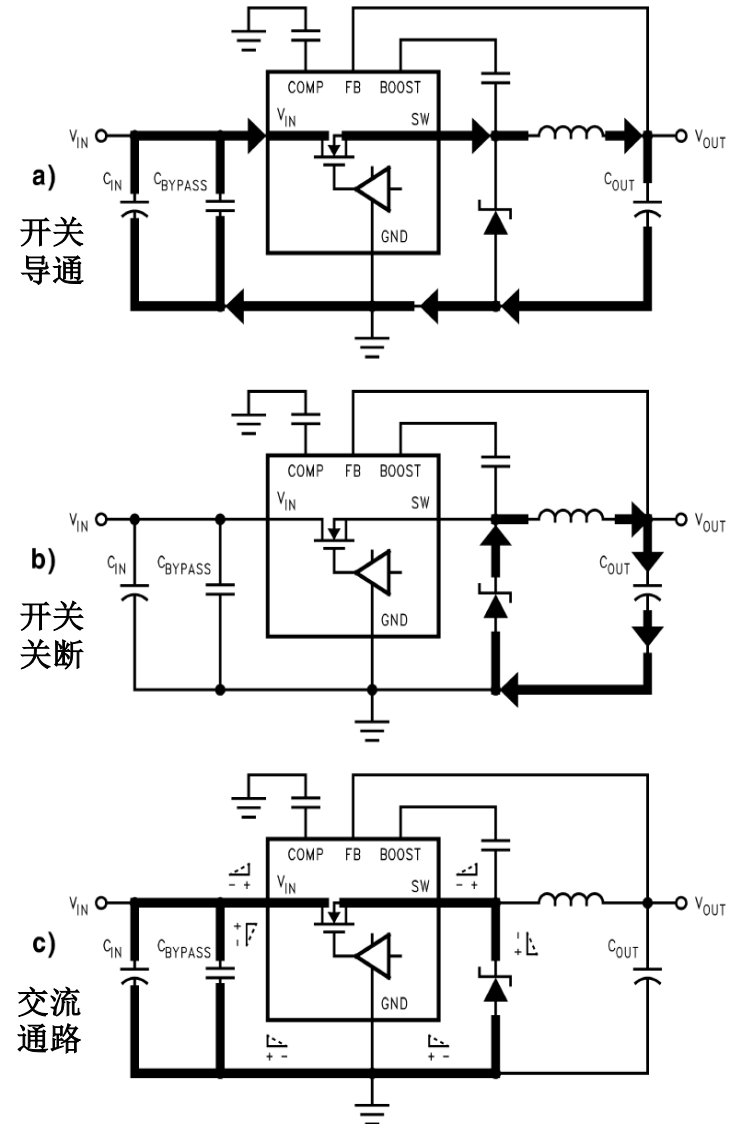 COMP FB BOOST
V_IN
V_IN SW V_OUT
a) C_IN C_BYPASS C_OUT
开关
导通
GND
COMP FB BOOST
V_IN
V_IN SW V_OUT
b) C_IN C_BYPASS C_OUT
开关
关断
GND
COMP FB BOOST
- + - +
V_IN
V_IN SW V_OUT
+ -
- +
c) C_IN C_BYPASS C_OUT
交流
通路
GND
+ - + -